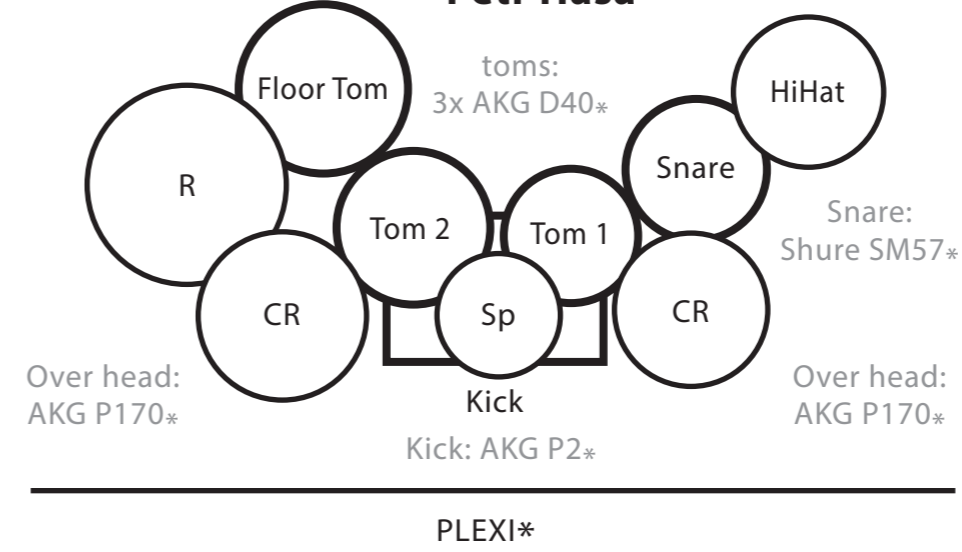 Floor Tom
toms:
3x AKG D40*
HiHat
R
Tom 2
Tom 1
Snare
Snare:
Shure SM57*
CR
Sp
CR
Over head:
AKG P170*
Kick
Over head:
AKG P170*
Kick: AKG P2*
PLEXI*